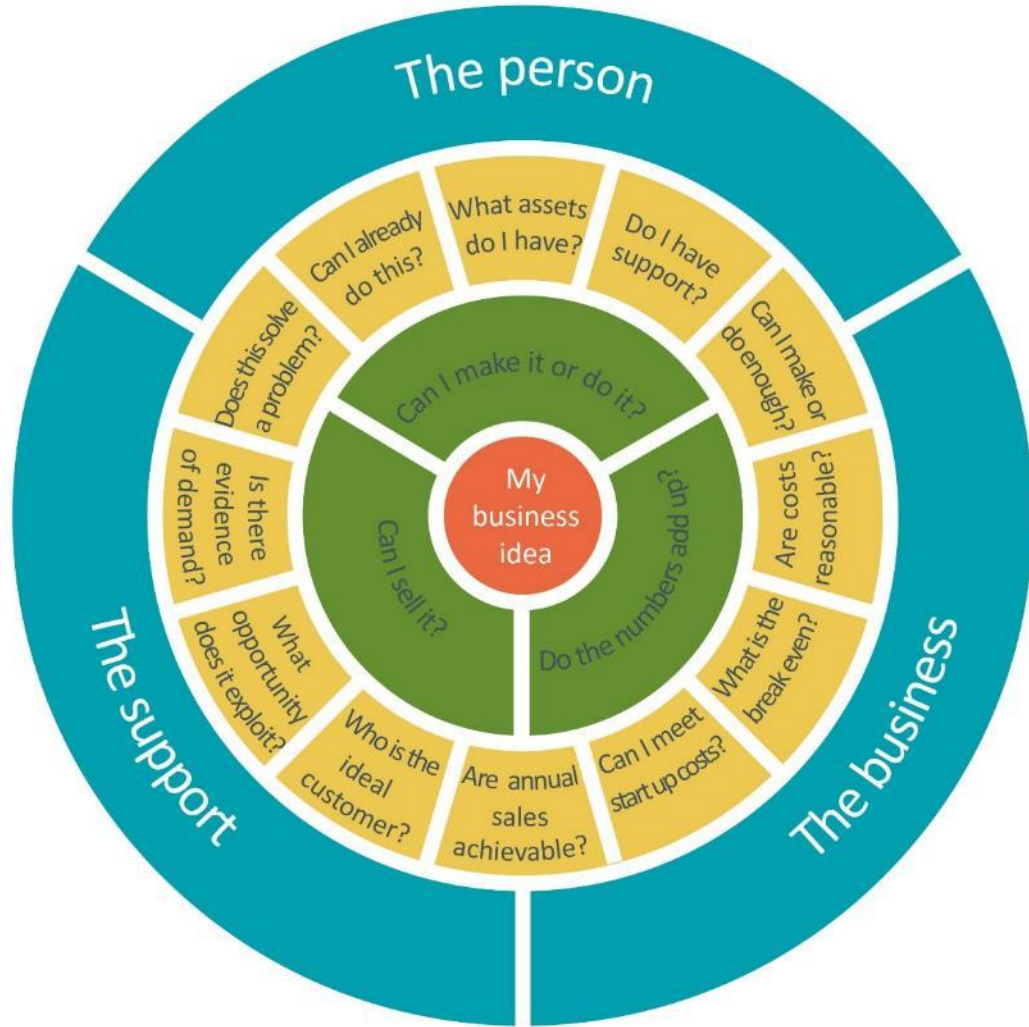 The person
The business
The support
What assets
do I have?
Do I have
support?
Can I make or
do enough?
Are costs
reasonable?
What is the
break even?
Can I meet
start up costs?
Are annual
sales
achievable?
Who is the
ideal
customer?
What
opportunity
does it exploit?
Is there
evidence
of demand?
Does this solve
a problem?
Can I already
do this?
Can I make it or do it?
Do the numbers add up?
Can I sell it?
My
business
idea